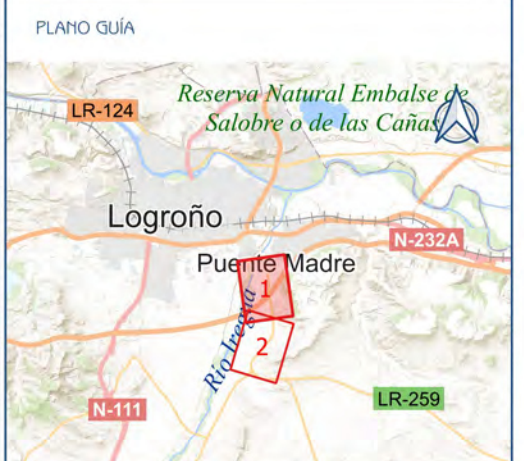 PLANO GUÍA
Reserva Natural Embalse de
Salobre o de las Cañas
LR-124
Logroño
N-232A
Puente Madre
1
Río Iregua
2
N-111
LR-259